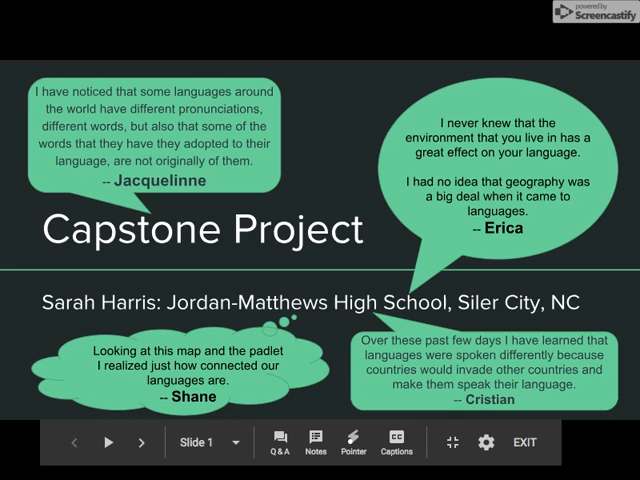 powered by
Screencastify
I have noticed that some languages around
the world have different pronunciations,
different words, but also that some of the
words that they have they adopted to their
language, are not originally of them.
-- Jacquelinne
I never knew that the
environment that you live in has a
great effect on your language.
I had no idea that geography was
a big deal when it came to
languages.
-- Erica
Capstone Project
Sarah Harris: Jordan-Matthews High School, Siler City, NC
Looking at this map and the padlet
I realized just how connected our
languages are.
-- Shane
Over these past few days I have learned that
languages were spoken differently because
countries would invade other countries and
make them speak their language.
-- Cristian
Slide 1
Q & A
Notes
Pointer
CC
Captions
EXIT